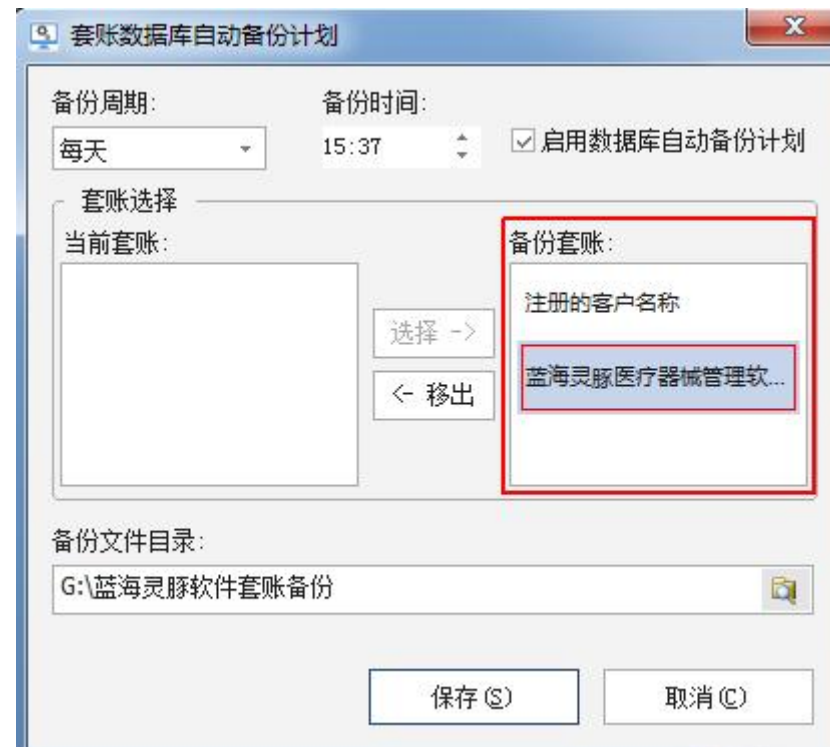 套账数据库自动备份计划
备份周期: 备份时间:
每天 15:37 启用数据库自动备份计划
套账选择
当前套账: 备份套账:
注册的客户名称
选择 ->
蓝海灵豚医疗器械管理软...
<- 移出
备份文件目录:
G:\蓝海灵豚软件套账备份
保存(S) 取消(C)